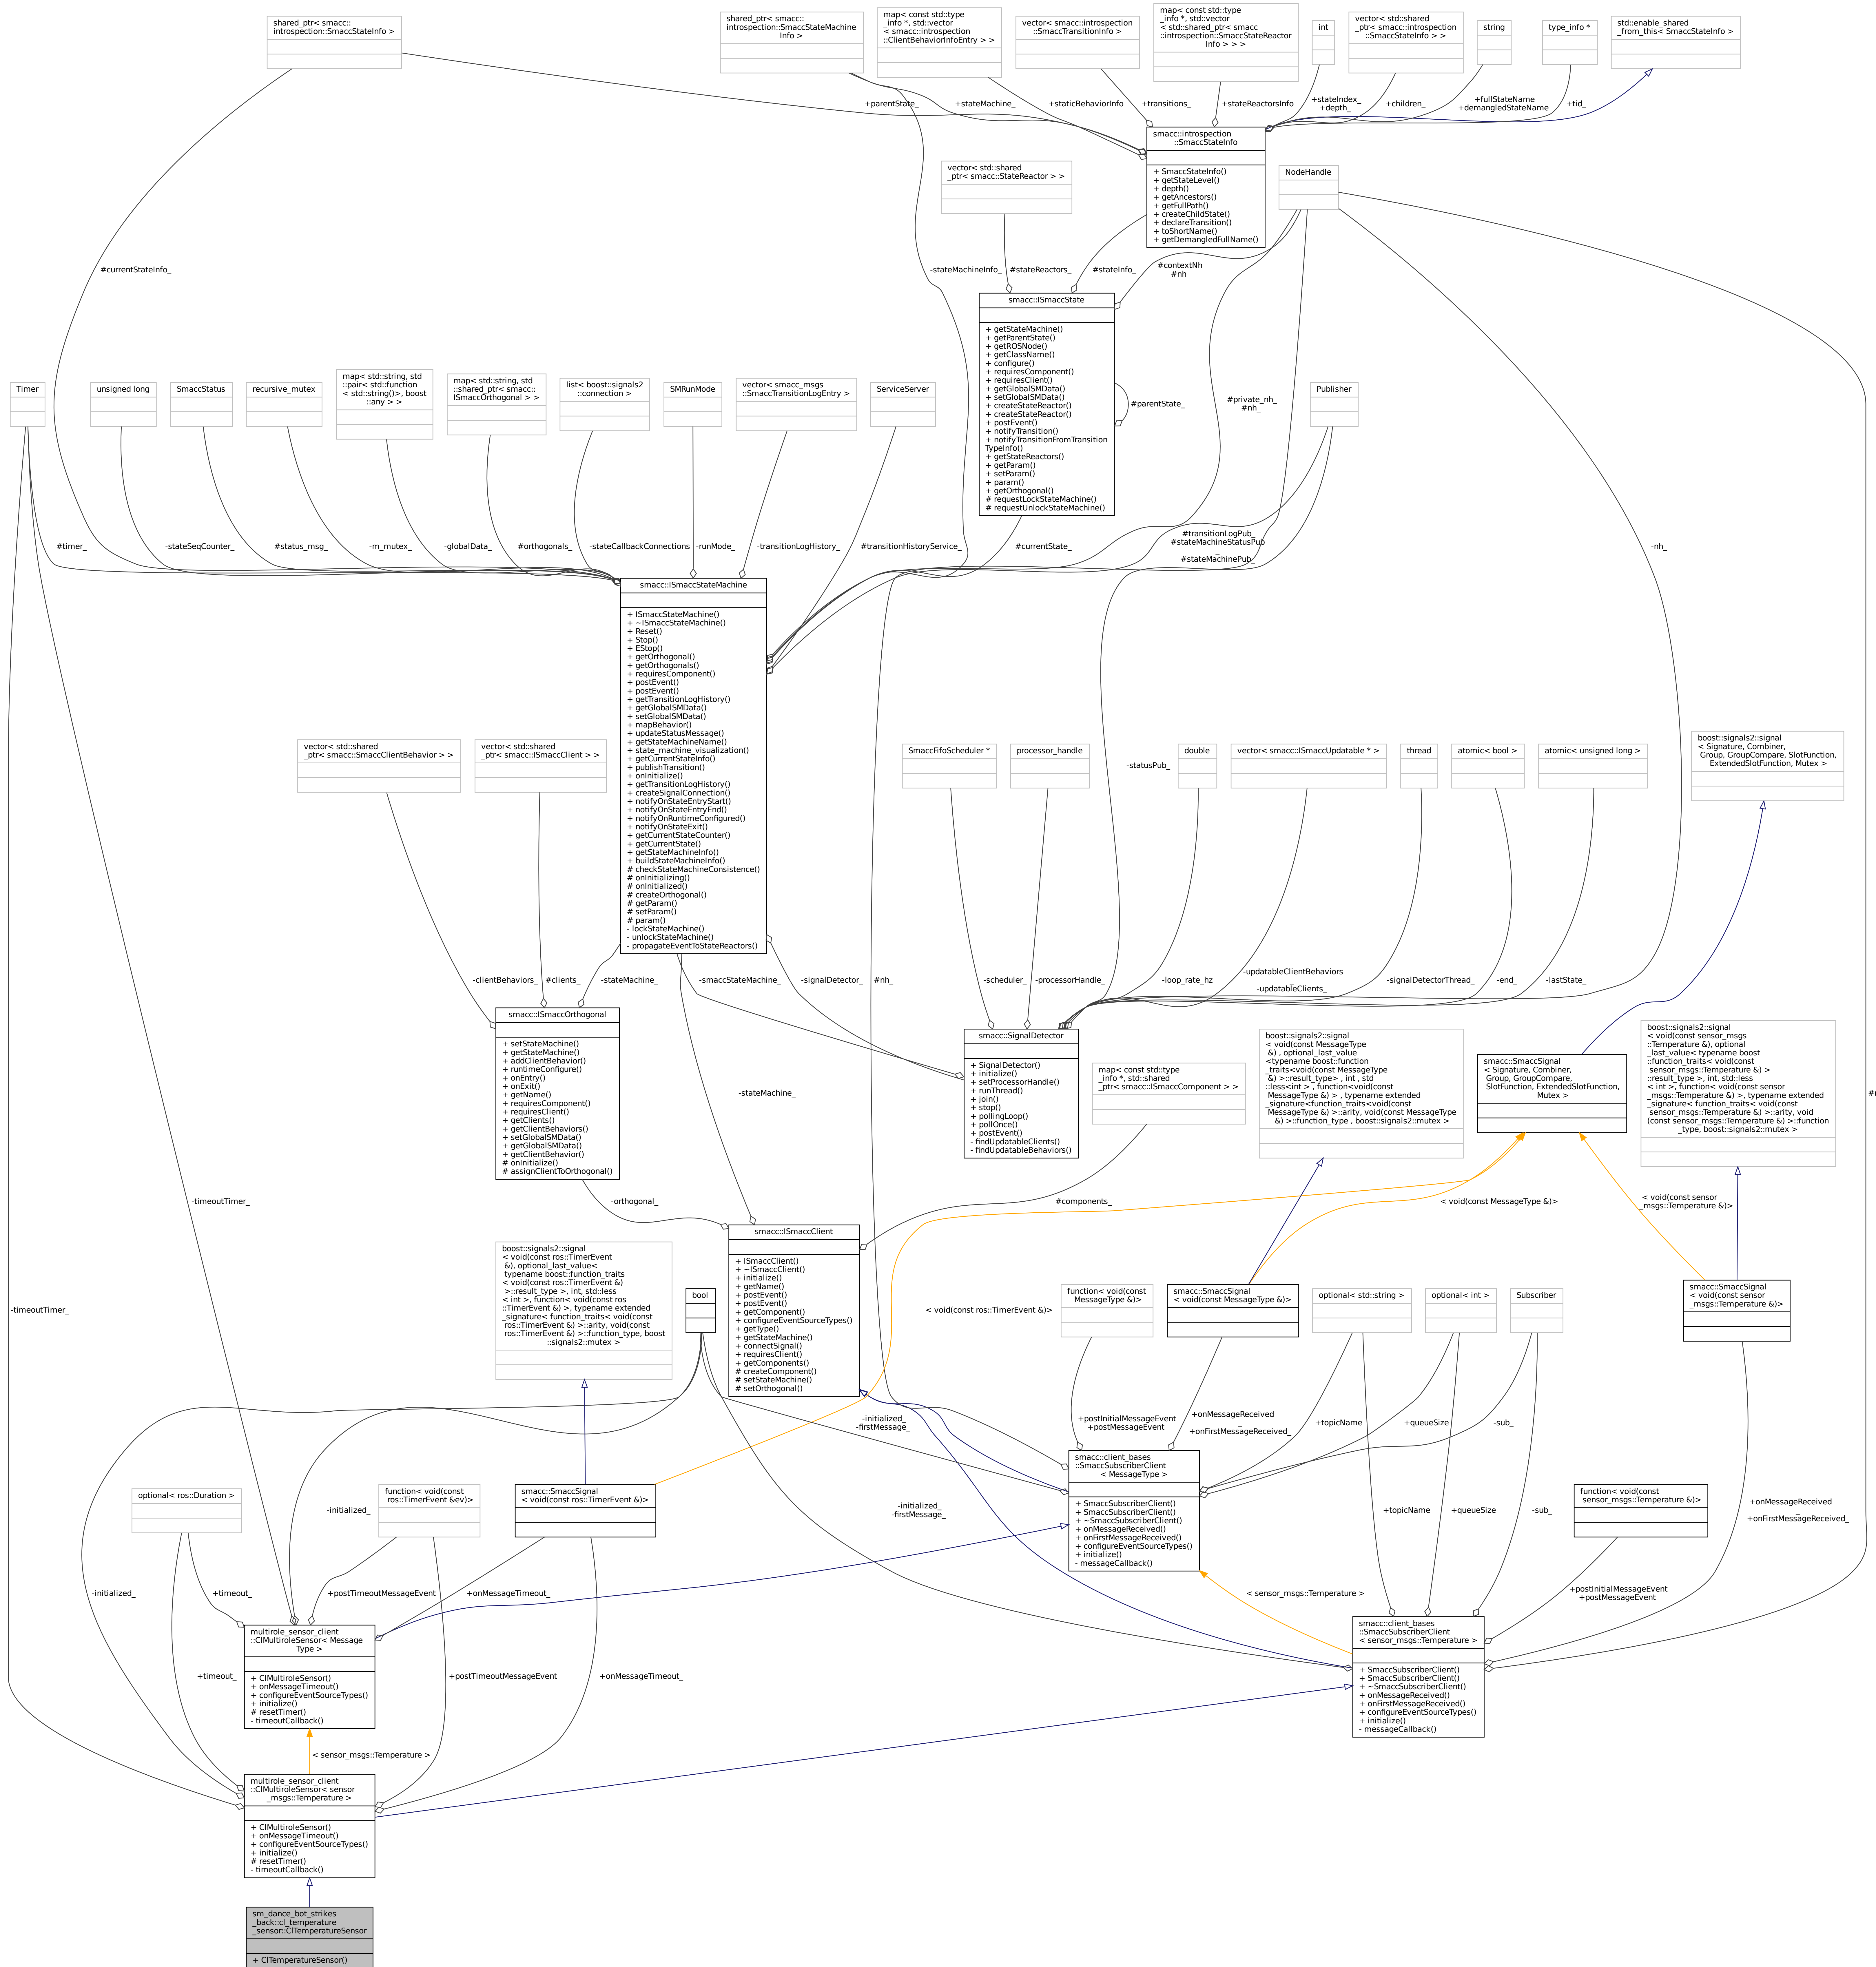 shared_ptr< smacc::
introspection::SmaccStateInfo >
shared_ptr< smacc::
introspection::SmaccStateMachine
Info >
map< const std::type
_info *, std::vector
< smacc::introspection
::ClientBehaviorInfoEntry > >
vector< smacc::introspection
::SmaccTransitionInfo >
map< const std::type
_info *, std::vector
< std::shared_ptr< smacc
::introspection::SmaccStateReactor
Info > > >
int
vector< std::shared
_ptr< smacc::introspection
::SmaccStateInfo > >
string
type_info *
std::enable_shared
_from_this< SmaccStateInfo >
+parentState_
+stateMachine_
+staticBehaviorInfo
+transitions_
+stateReactorsInfo
+stateIndex_
+depth_
+children_
+fullStateName
+demangledStateName
+tid_
smacc::introspection
::SmaccStateInfo
+ SmaccStateInfo()
+ getStateLevel()
+ depth()
+ getAncestors()
+ getFullPath()
+ createChildState()
+ declareTransition()
+ toShortName()
+ getDemangledFullName()
vector< std::shared
_ptr< smacc::StateReactor > >
NodeHandle
#currentStateInfo_
-stateMachineInfo_
#stateReactors_
#stateInfo_
#contextNh
#nh
smacc::ISmaccState
+ getStateMachine()
+ getParentState()
+ getROSNode()
+ getClassName()
+ configure()
+ requiresComponent()
+ requiresClient()
+ getGlobalSMData()
+ setGlobalSMData()
+ createStateReactor()
+ createStateReactor()
+ postEvent()
+ notifyTransition()
+ notifyTransitionFromTransition
TypeInfo()
+ getStateReactors()
+ getParam()
+ setParam()
+ param()
+ getOrthogonal()
# requestLockStateMachine()
# requestUnlockStateMachine()
#parentState_
#private_nh_
#nh_
Publisher
Timer
unsigned long
SmaccStatus
recursive_mutex
map< std::string, std
::pair< std::function
< std::string()>, boost
::any > >
map< std::string, std
::shared_ptr< smacc::
ISmaccOrthogonal > >
list< boost::signals2
::connection >
SMRunMode
vector< smacc_msgs
::SmaccTransitionLogEntry >
ServiceServer
#timer_
-stateSeqCounter_
#status_msg_
-m_mutex_
-globalData_
#orthogonals_
-stateCallbackConnections
-runMode_
-transitionLogHistory_
#transitionHistoryService_
#currentState_
#transitionLogPub_
#stateMachineStatusPub
_
#stateMachinePub_
-nh_
smacc::ISmaccStateMachine
+ ISmaccStateMachine()
+ ~ISmaccStateMachine()
+ Reset()
+ Stop()
+ EStop()
+ getOrthogonal()
+ getOrthogonals()
+ requiresComponent()
+ postEvent()
+ postEvent()
+ getTransitionLogHistory()
+ getGlobalSMData()
+ setGlobalSMData()
+ mapBehavior()
+ updateStatusMessage()
+ getStateMachineName()
+ state_machine_visualization()
+ getCurrentStateInfo()
+ publishTransition()
+ onInitialize()
+ getTransitionLogHistory()
+ createSignalConnection()
+ notifyOnStateEntryStart()
+ notifyOnStateEntryEnd()
+ notifyOnRuntimeConfigured()
+ notifyOnStateExit()
+ getCurrentStateCounter()
+ getCurrentState()
+ getStateMachineInfo()
+ buildStateMachineInfo()
# checkStateMachineConsistence()
# onInitializing()
# onInitialized()
# createOrthogonal()
# getParam()
# setParam()
# param()
- lockStateMachine()
- unlockStateMachine()
- propagateEventToStateReactors()
vector< std::shared
_ptr< smacc::SmaccClientBehavior > >
vector< std::shared
_ptr< smacc::ISmaccClient > >
SmaccFifoScheduler *
processor_handle
-statusPub_
double
vector< smacc::ISmaccUpdatable * >
thread
atomic< bool >
atomic< unsigned long >
boost::signals2::signal
< Signature, Combiner,
Group, GroupCompare, SlotFunction,
ExtendedSlotFunction, Mutex >
-clientBehaviors_
#clients_
-stateMachine_
-smaccStateMachine_
-signalDetector_
#nh_
-scheduler_
-processorHandle_
-loop_rate_hz
-updatableClientBehaviors
_
-updatableClients_
-signalDetectorThread_
-end_
-lastState_
smacc::ISmaccOrthogonal
+ setStateMachine()
+ getStateMachine()
+ addClientBehavior()
+ runtimeConfigure()
+ onEntry()
+ onExit()
+ getName()
+ requiresComponent()
+ requiresClient()
+ getClients()
+ getClientBehaviors()
+ setGlobalSMData()
+ getGlobalSMData()
+ getClientBehavior()
# onInitialize()
# assignClientToOrthogonal()
-stateMachine_
smacc::SignalDetector
+ SignalDetector()
+ initialize()
+ setProcessorHandle()
+ runThread()
+ join()
+ stop()
+ pollingLoop()
+ pollOnce()
+ postEvent()
- findUpdatableClients()
- findUpdatableBehaviors()
map< const std::type
_info *, std::shared
_ptr< smacc::ISmaccComponent > >
boost::signals2::signal
< void(const MessageType
&) , optional_last_value
<typename boost::function
_traits<void(const MessageType
&) >::result_type> , int , std
::less<int > , function<void(const
MessageType &) > , typename extended
_signature<function_traits<void(const
MessageType &) >::arity, void(const MessageType
&) >::function_type , boost::signals2::mutex >
smacc::SmaccSignal
< Signature, Combiner,
Group, GroupCompare,
SlotFunction, ExtendedSlotFunction,
Mutex >
boost::signals2::signal
< void(const sensor_msgs
::Temperature &), optional
_last_value< typename boost
::function_traits< void(const
sensor_msgs::Temperature &) >
::result_type >, int, std::less
< int >, function< void(const sensor
_msgs::Temperature &) >, typename extended
_signature< function_traits< void(const
sensor_msgs::Temperature &) >::arity, void
(const sensor_msgs::Temperature &) >::function
_type, boost::signals2::mutex >
#n
-timeoutTimer_
-orthogonal_
#components_
< void(const MessageType &)>
< void(const sensor
_msgs::Temperature &)>
smacc::ISmaccClient
+ ISmaccClient()
+ ~ISmaccClient()
+ initialize()
+ getName()
+ postEvent()
+ postEvent()
+ getComponent()
+ configureEventSourceTypes()
+ getType()
+ getStateMachine()
+ connectSignal()
+ requiresClient()
+ getComponents()
# createComponent()
# setStateMachine()
# setOrthogonal()
boost::signals2::signal
< void(const ros::TimerEvent
&), optional_last_value<
typename boost::function_traits
< void(const ros::TimerEvent &)
>::result_type >, int, std::less
< int >, function< void(const ros
::TimerEvent &) >, typename extended
_signature< function_traits< void(const
ros::TimerEvent &) >::arity, void(const
ros::TimerEvent &) >::function_type, boost
::signals2::mutex >
bool
-timeoutTimer_
< void(const ros::TimerEvent &)>
function< void(const
MessageType &)>
smacc::SmaccSignal
< void(const MessageType &)>
optional< std::string >
optional< int >
Subscriber
smacc::SmaccSignal
< void(const sensor
_msgs::Temperature &)>
-initialized_
-firstMessage_
+postInitialMessageEvent
+postMessageEvent
+onMessageReceived
_
+onFirstMessageReceived_
+topicName
+queueSize
-sub_
smacc::client_bases
::SmaccSubscriberClient
< MessageType >
+ SmaccSubscriberClient()
+ SmaccSubscriberClient()
+ ~SmaccSubscriberClient()
+ onMessageReceived()
+ onFirstMessageReceived()
+ configureEventSourceTypes()
+ initialize()
- messageCallback()
optional< ros::Duration >
-initialized_
function< void(const
ros::TimerEvent &ev)>
smacc::SmaccSignal
< void(const ros::TimerEvent &)>
-initialized_
-firstMessage_
+topicName
+queueSize
-sub_
function< void(const
sensor_msgs::Temperature &)>
+onMessageReceived
_
+onFirstMessageReceived_
-initialized_
+timeout_
+postTimeoutMessageEvent
+onMessageTimeout_
< sensor_msgs::Temperature >
+postInitialMessageEvent
+postMessageEvent
multirole_sensor_client
::ClMultiroleSensor< Message
Type >
+ ClMultiroleSensor()
+ onMessageTimeout()
+ configureEventSourceTypes()
+ initialize()
# resetTimer()
- timeoutCallback()
+timeout_
+postTimeoutMessageEvent
+onMessageTimeout_
smacc::client_bases
::SmaccSubscriberClient
< sensor_msgs::Temperature >
+ SmaccSubscriberClient()
+ SmaccSubscriberClient()
+ ~SmaccSubscriberClient()
+ onMessageReceived()
+ onFirstMessageReceived()
+ configureEventSourceTypes()
+ initialize()
- messageCallback()
< sensor_msgs::Temperature >
multirole_sensor_client
::ClMultiroleSensor< sensor
_msgs::Temperature >
+ ClMultiroleSensor()
+ onMessageTimeout()
+ configureEventSourceTypes()
+ initialize()
# resetTimer()
- timeoutCallback()
sm_dance_bot_strikes
_back::cl_temperature
_sensor::ClTemperatureSensor
+ ClTemperatureSensor()